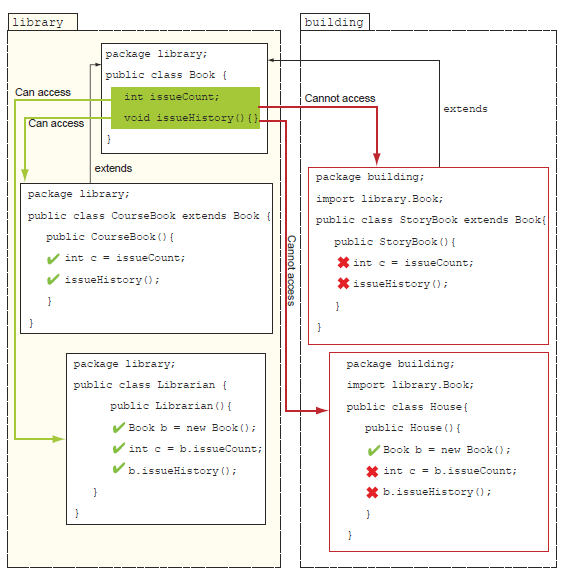 library
building
package library;
public class Book {
int issueCount;
void issueHistory(){}
}
Can access
Can access
extends
Cannot access
Cannot access
extends
package library;
public class CourseBook extends Book {
public CourseBook(){
✔ int c = issueCount;
✔ issueHistory();
}
}
package library;
public class Librarian {
public Librarian(){
✔ Book b = new Book();
✔ int c = b.issueCount;
✔ b.issueHistory();
}
}
package building;
import library.Book;
public class StoryBook extends Book{
public StoryBook(){
✖ int c = issueCount;
✖ issueHistory();
}
}
package building;
import library.Book;
public class House{
public House(){
✔ Book b = new Book();
✖ int c = b.issueCount;
✖ b.issueHistory();
}
}